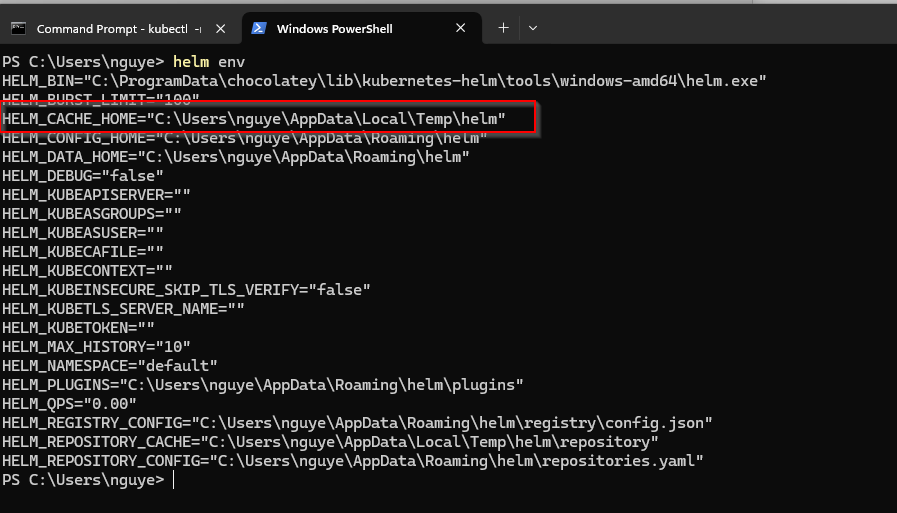 Command Prompt - kubectl -r
Windows PowerShell
PS C:\Users\nguye> helm env
HELM_BIN="C:\ProgramData\chocolatey\lib\kubernetes-helm\tools\windows-amd64\helm.exe"
HELM_BURST_LIMIT="100"
HELM_CACHE_HOME="C:\Users\nguye\AppData\Local\Temp\helm"
HELM_CONFIG_HOME="C:\Users\nguye\AppData\Roaming\helm"
HELM_DATA_HOME="C:\Users\nguye\AppData\Roaming\helm"
HELM_DEBUG="false"
HELM_KUBEAPISERVER=""
HELM_KUBEASGROUPS=""
HELM_KUBEASUSER=""
HELM_KUBECAFILE=""
HELM_KUBECONTEXT=""
HELM_KUBEINSECURE_SKIP_TLS_VERIFY="false"
HELM_KUBETLS_SERVER_NAME=""
HELM_KUBETOKEN=""
HELM_MAX_HISTORY="10"
HELM_NAMESPACE="default"
HELM_PLUGINS="C:\Users\nguye\AppData\Roaming\helm\plugins"
HELM_QPS="0.00"
HELM_REGISTRY_CONFIG="C:\Users\nguye\AppData\Roaming\helm\registry\config.json"
HELM_REPOSITORY_CACHE="C:\Users\nguye\AppData\Local\Temp\helm\repository"
HELM_REPOSITORY_CONFIG="C:\Users\nguye\AppData\Roaming\helm\repositories.yaml"
PS C:\Users\nguye>